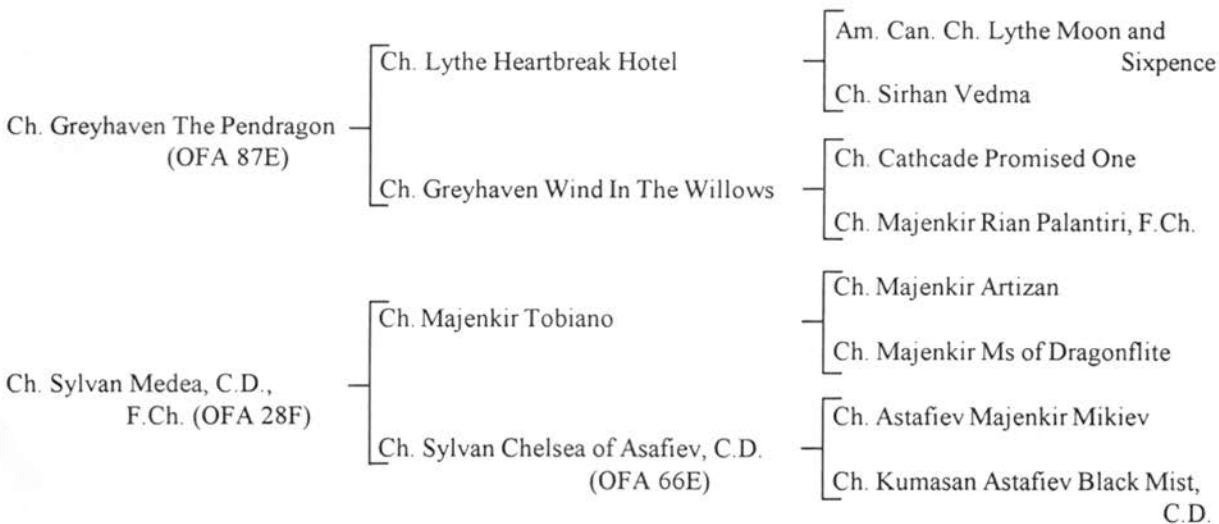 Am. Can. Ch. Lythe Moon and
Sixpence
Ch. Lythe Heartbreak Hotel
Ch. Sirhan Vedma
Ch. Greyhaven The Pendragon
(OFA 87E)
Ch. Cathcade Promised One
Ch. Greyhaven Wind In The Willows
Ch. Majenkir Rian Palantiri, F.Ch.
Ch. Majenkir Artizan
Ch. Majenkir Tobiano
Ch. Majenkir Ms of Dragonflite
Ch. Sylvan Medea, C.D.,
F.Ch. (OFA 28F)
Ch. Astafiev Majenkir Mikiev
Ch. Sylvan Chelsea of Asafiev, C.D.
(OFA 66E)
Ch. Kumasan Astafiev Black Mist,
C.D.